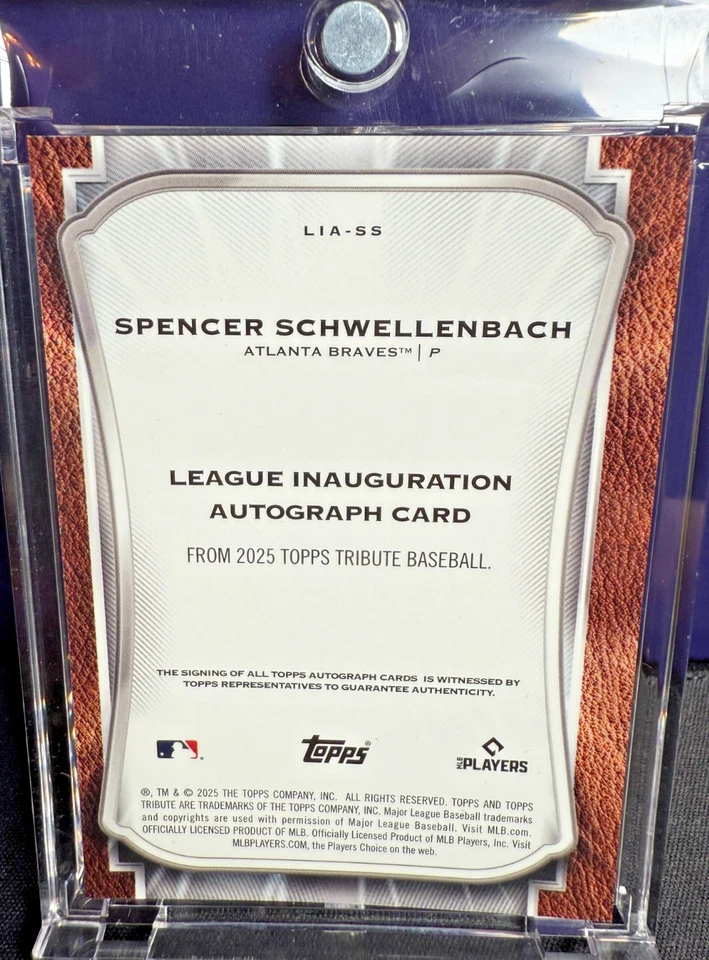 LIA-SS
SPENCER SCHWELLENBACH
ATLANTA BRAVES™ | P
LEAGUE INAUGURATION
AUTOGRAPH CARD
FROM 2025 TOPPS TRIBUTE BASEBALL.
THE SIGNING OF ALL TOPPS AUTOGRAPH CARDS IS WITNESSED BY
TOPPS REPRESENTATIVES TO GUARANTEE AUTHENTICITY.
topps® MLB PLAYERS
®, TM & © 2025 THE TOPPS COMPANY, INC. ALL RIGHTS RESERVED. TOPPS AND TOPPS
TRIBUTE ARE TRADEMARKS OF THE TOPPS COMPANY, INC. Major League Baseball trademarks
and copyrights are used with permission of Major League Baseball. Visit MLB.com.
OFFICIALLY LICENSED PRODUCT OF MLB. Officially Licensed Product of MLB Players, Inc. Visit
MLBPLAYERS.COM, the Players Choice on the web.